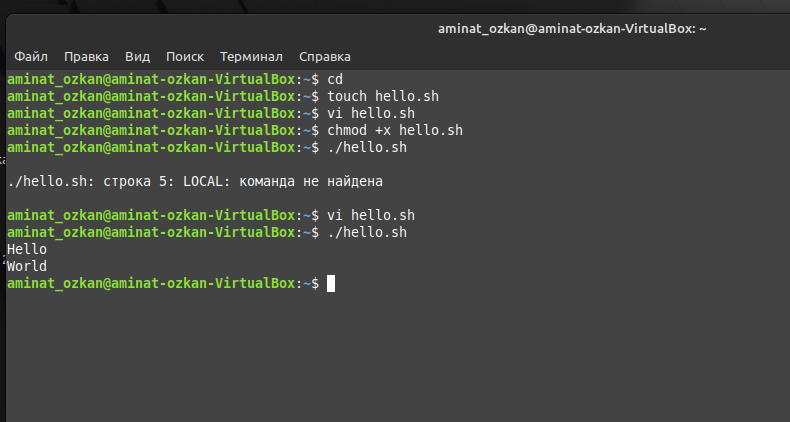 aminat_ozkan@aminat-ozkan-VirtualBox: ~
Файл Правка Вид Поиск Терминал Справка
aminat_ozkan@aminat-ozkan-VirtualBox:~$ cd
aminat_ozkan@aminat-ozkan-VirtualBox:~$ touch hello.sh
aminat_ozkan@aminat-ozkan-VirtualBox:~$ vi hello.sh
aminat_ozkan@aminat-ozkan-VirtualBox:~$ chmod +x hello.sh
aminat_ozkan@aminat-ozkan-VirtualBox:~$ ./hello.sh
./hello.sh: строка 5: LOCAL: команда не найдена
aminat_ozkan@aminat-ozkan-VirtualBox:~$ vi hello.sh
aminat_ozkan@aminat-ozkan-VirtualBox:~$ ./hello.sh
Hello
World
aminat_ozkan@aminat-ozkan-VirtualBox:~$